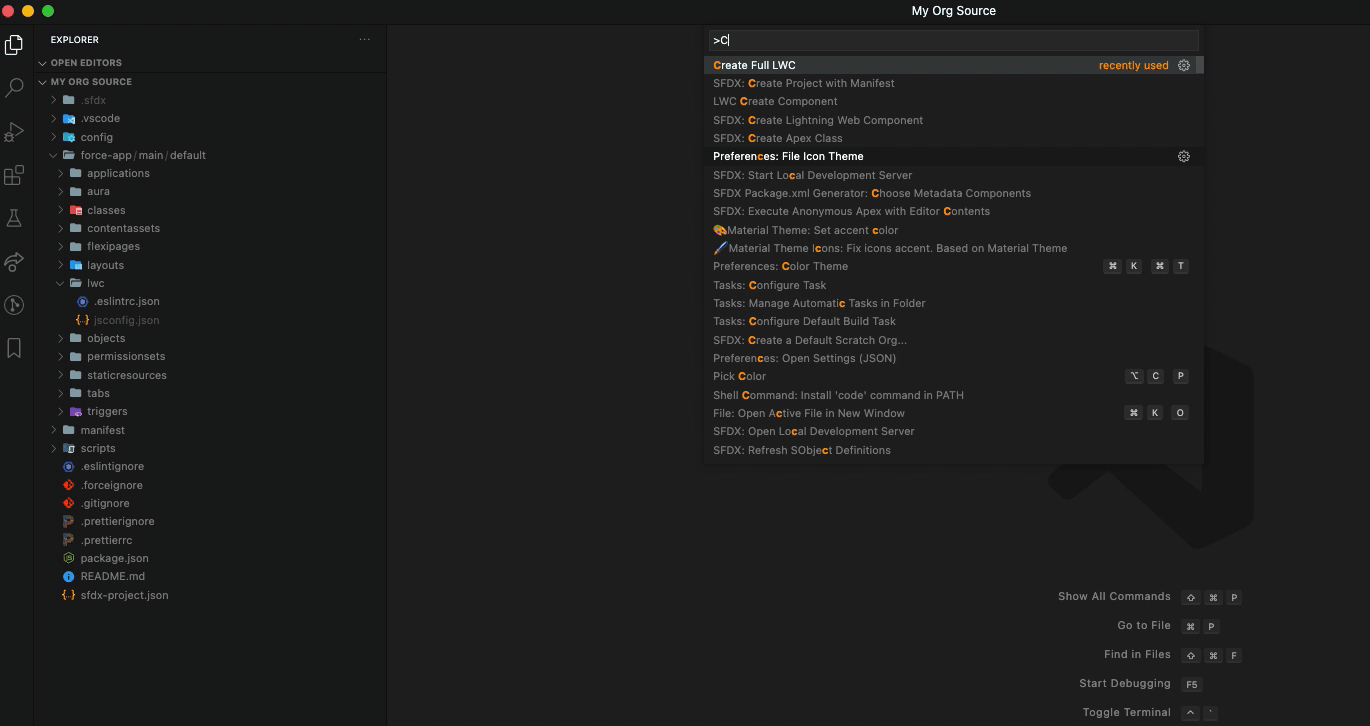 My Org Source
EXPLORER
OPEN EDITORS
MY ORG SOURCE
.sfdx
.vscode
config
force-app/main/default
applications
aura
classes
contentassets
flexipages
layouts
lwc
.eslintrc.json
jsconfig.json
objects
permissionsets
staticresources
tabs
triggers
manifest
scripts
.eslintignore
.forceignore
.gitignore
.prettierignore
.prettierrc
package.json
README.md
sfdx-project.json
>C
Create Full LWC recently used
SFDX: Create Project with Manifest
LWC Create Component
SFDX: Create Lightning Web Component
SFDX: Create Apex Class
Preferences: File Icon Theme
SFDX: Start Local Development Server
SFDX Package.xml Generator: Choose Metadata Components
SFDX: Execute Anonymous Apex with Editor Contents
🎨Material Theme: Set accent color
🖌️Material Theme Icons: Fix icons accent. Based on Material Theme
Preferences: Color Theme ⌘ K ⌘ T
Tasks: Configure Task
Tasks: Manage Automatic Tasks in Folder
Tasks: Configure Default Build Task
SFDX: Create a Default Scratch Org...
Preferences: Open Settings (JSON)
Pick Color ⌥ C P
Shell Command: Install 'code' command in PATH
File: Open Active File in New Window ⌘ K O
SFDX: Open Local Development Server
SFDX: Refresh SObject Definitions
Show All Commands ⇧ ⌘ P
Go to File ⌘ P
Find in Files ⇧ ⌘ F
Start Debugging F5
Toggle Terminal ^ `